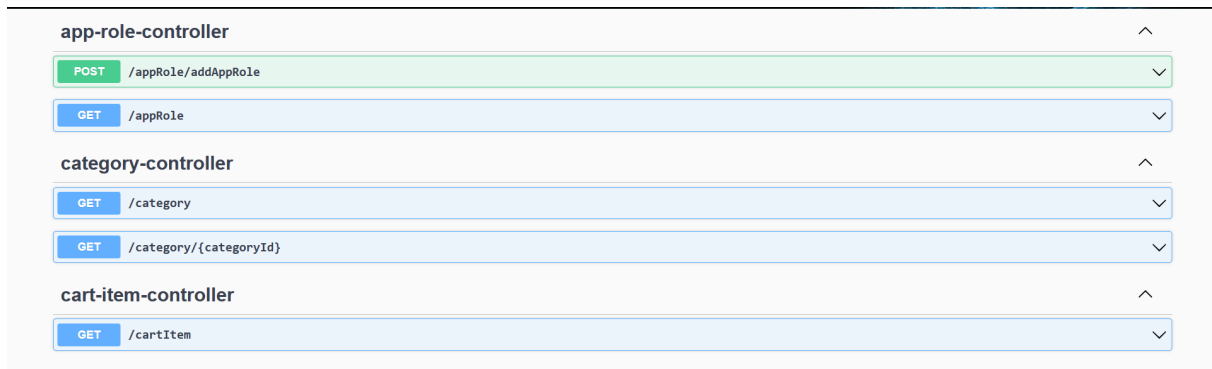 app-role-controller
POST /appRole/addAppRole
GET /appRole
category-controller
GET /category
GET /category/{categoryId}
cart-item-controller
GET /cartItem